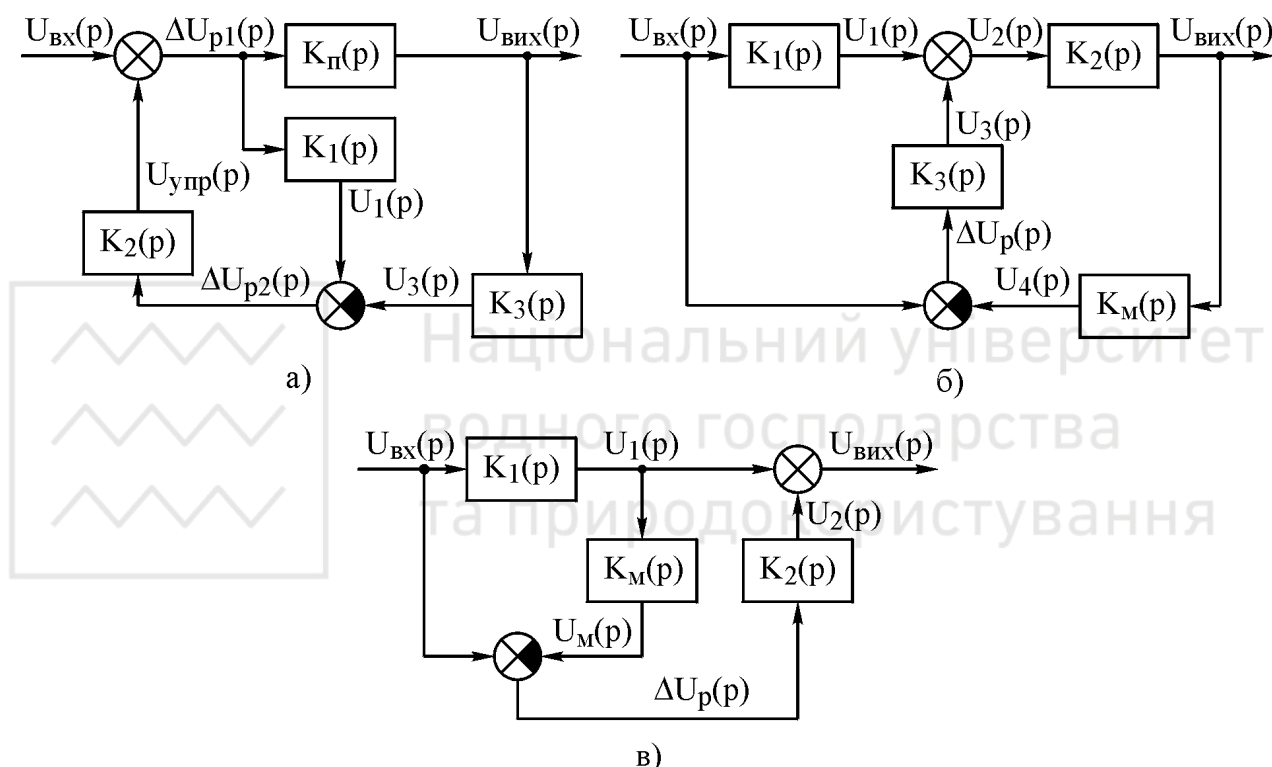 Uвх(p) ΔUр1(p) Kп(p) Uвих(p)
K1(p)
Uупр(p) U1(p)
K2(p) ΔUр2(p) U3(p) K3(p)
а)
Uвх(p) K1(p) U1(p) U2(p) K2(p) Uвих(p)
U3(p)
K3(p)
ΔUр(p)
U4(p) Kм(p)
б)
Uвх(p) K1(p) U1(p) Uвих(p)
U2(p)
Kм(p) K2(p)
Uм(p)
ΔUр(p)
в)
Національний університет
водного господарства
та природокористування